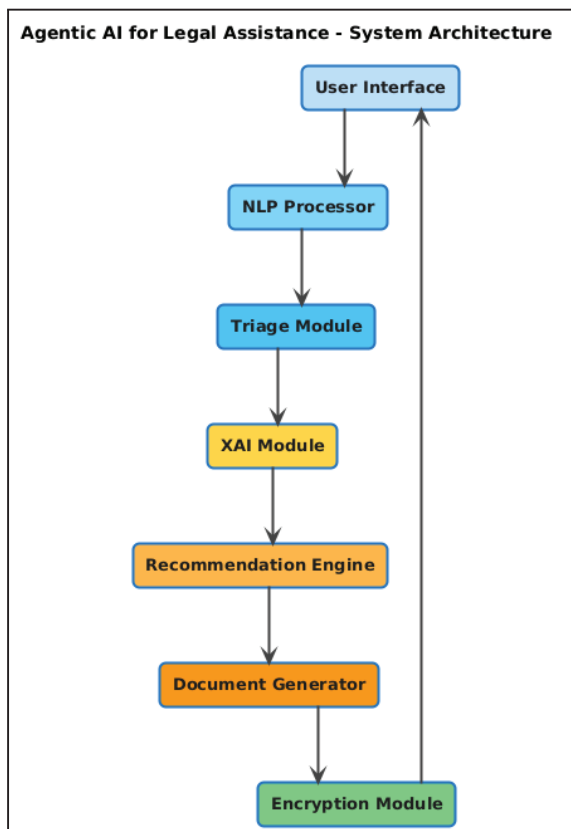 Agentic AI for Legal Assistance - System Architecture
User Interface
NLP Processor
Triage Module
XAI Module
Recommendation Engine
Document Generator
Encryption Module